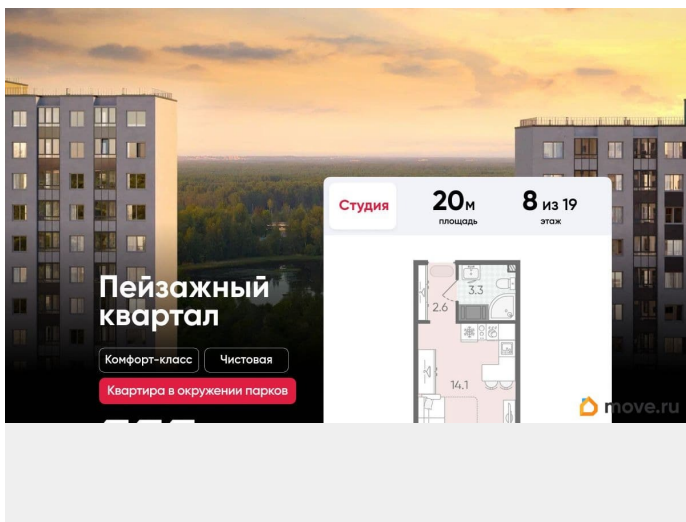 Студия
20м
площадь
8 из 19
этаж
Пейзажный
квартал
Комфорт-класс
Чистовая
Квартира в окружении парков
3.3
2.6
14.1
move.ru